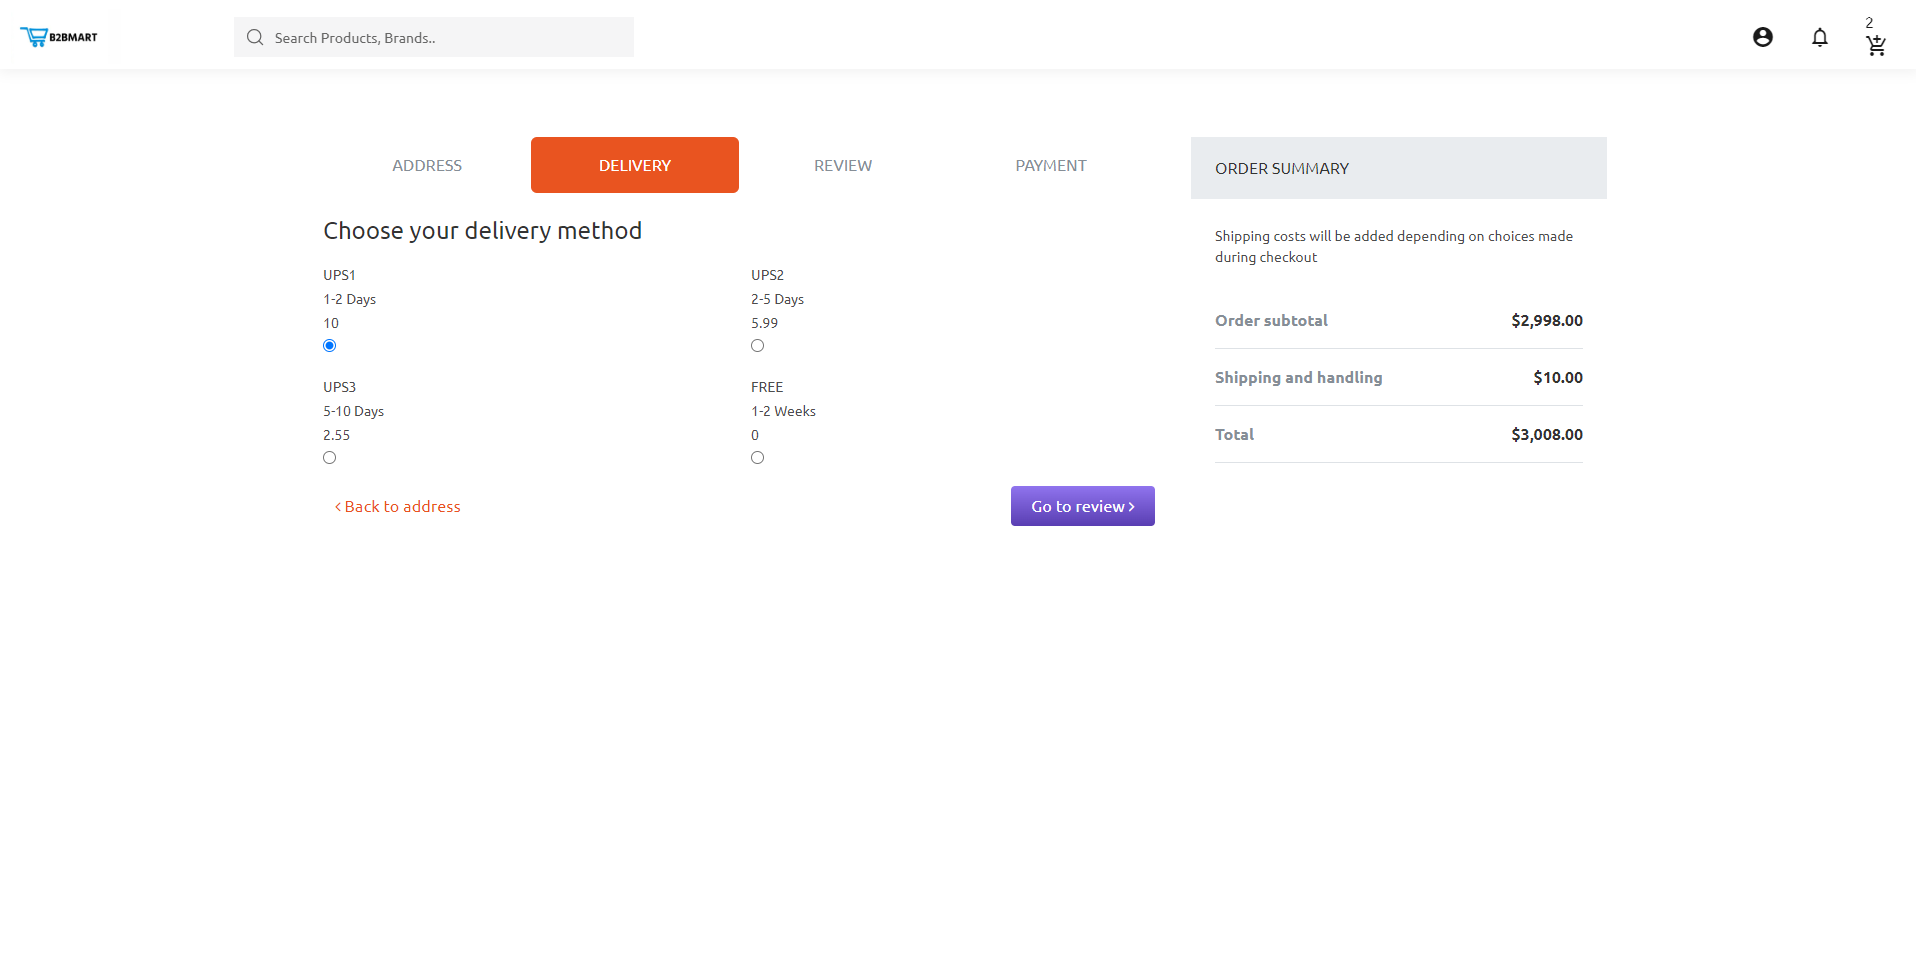 B2BMART
Search Products, Brands..
2
ADDRESS
DELIVERY
REVIEW
PAYMENT
Choose your delivery method
UPS1
1-2 Days
10
UPS2
2-5 Days
5.99
UPS3
5-10 Days
2.55
FREE
1-2 Weeks
0
< Back to address
Go to review >
ORDER SUMMARY
Shipping costs will be added depending on choices made
during checkout
Order subtotal $2,998.00
Shipping and handling $10.00
Total $3,008.00